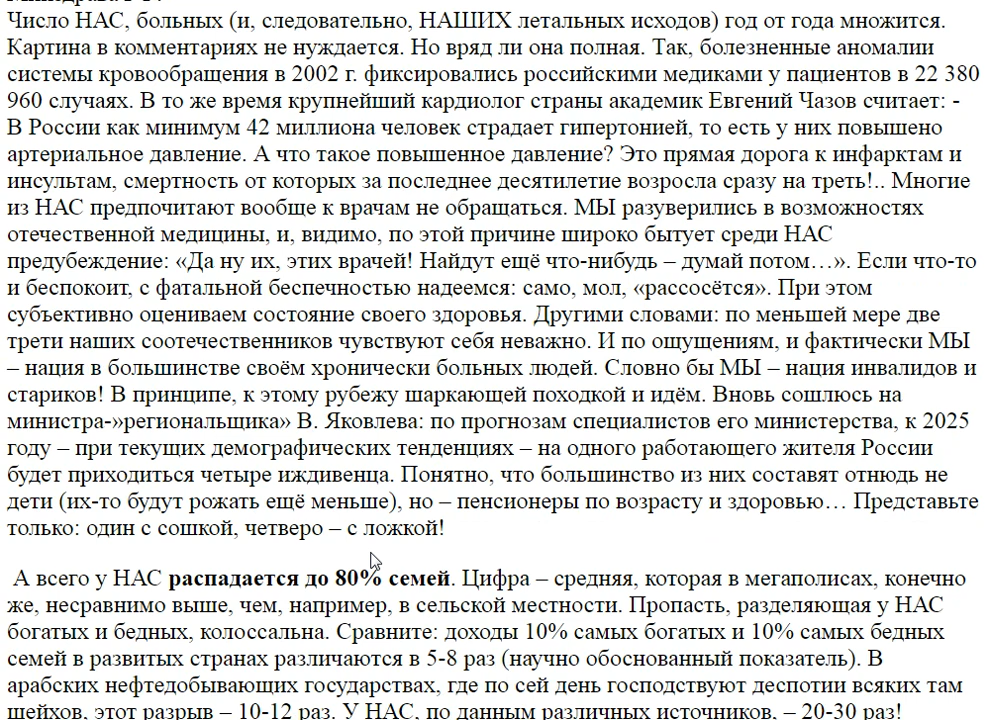 Число НАС, больных (и, следовательно, НАШИХ летальных исходов) год от года множится.
Картина в комментариях не нуждается. Но вряд ли она полная. Так, болезненные аномалии
системы кровообращения в 2002 г. фиксировались российскими медиками у пациентов в 22 380
960 случаях. В то же время крупнейший кардиолог страны академик Евгений Чазов считает: -
В России как минимум 42 миллиона человек страдает гипертонией, то есть у них повышено
артериальное давление. А что такое повышенное давление? Это прямая дорога к инфарктам и
инсультам, смертность от которых за последнее десятилетие возросла сразу на треть!.. Многие
из НАС предпочитают вообще к врачам не обращаться. МЫ разуверились в возможностях
отечественной медицины, и, видимо, по этой причине широко бытует среди НАС
предубеждение: «Да ну их, этих врачей! Найдут ещё что-нибудь – думай потом…». Если что-то
и беспокоит, с фатальной беспечностью надеемся: само, мол, «рассосётся». При этом
субъективно оцениваем состояние своего здоровья. Другими словами: по меньшей мере две
трети наших соотечественников чувствуют себя неважно. И по ощущениям, и фактически МЫ
– нация в большинстве своём хронически больных людей. Словно бы МЫ – нация инвалидов и
стариков! В принципе, к этому рубежу шаркающей походкой и идём. Вновь сошлюсь на
министра-»региональщика» В. Яковлева: по прогнозам специалистов его министерства, к 2025
году – при текущих демографических тенденциях – на одного работающего жителя России
будет приходиться четыре иждивенца. Понятно, что большинство из них составят отнюдь не
дети (их-то будут рожать ещё меньше), но – пенсионеры по возрасту и здоровью… Представьте
только: один с сошкой, четверо – с ложкой!
А всего у НАС распадается до 80% семей. Цифра – средняя, которая в мегаполисах, конечно
же, несравнимо выше, чем, например, в сельской местности. Пропасть, разделяющая у НАС
богатых и бедных, колоссальна. Сравните: доходы 10% самых богатых и 10% самых бедных
семей в развитых странах различаются в 5-8 раз (научно обоснованный показатель). В
арабских нефтедобывающих государствах, где по сей день господствуют деспотии всяких там
шейхов, этот разрыв – 10-12 раз. У НАС, по данным различных источников, – 20-30 раз!